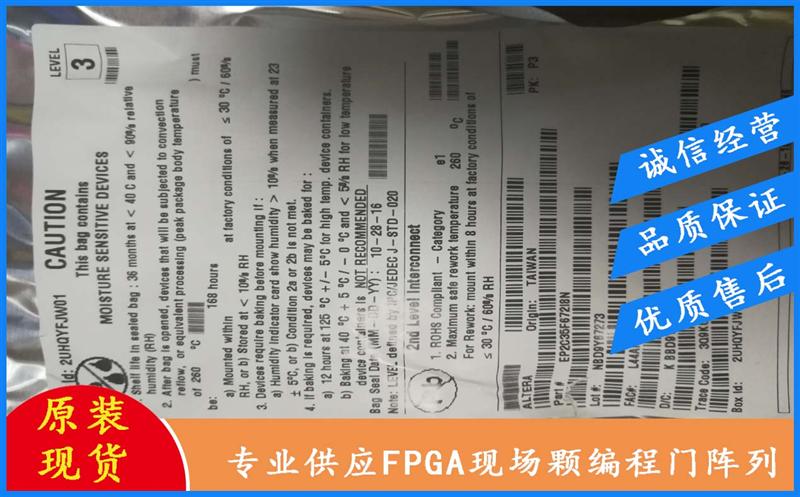 LEVEL
3
Id: 2UHQYFJW01
CAUTION
This bag contains
MOISTURE SENSITIVE DEVICES
Shelf life in sealed bag : 36 months at < 40 C and < 90% relative
humidity (RH)
2. After bag is opened, devices that will be subjected to convection
reflow, or equivalent processing (peak package body temperature
of 260 °C ) must
be:
a) Mounted within 168 hours at factory conditions of ≤ 30 °C / 60%
RH, or b) Stored at < 10% RH
3. Devices require baking before mounting if :
a) Humidity Indicator card show humidity > 10% when measured at 23
± 5°C, or b) Condition 2a or 2b is not met.
4. If baking is required, devices may be baked for :
a) 12 hours at 125 °C +/- 5°C for high temp. device containers.
b) Baking at 40 °C + 5 °C / - 0 °C and < 5% RH for low temperature
device containers is NOT RECOMMENDED
Bag Seal Date (MM-DD-YY): 10-28-16
Note: LEVEL defined by IPC/JEDEC J-STD-020
2nd Level Interconnect
1. ROHS Compliant - Category e1
2. Maximum safe rework temperature 260 °C
For Rework: mount within 8 hours at factory conditions of
≤ 30 °C / 60% RH
ALTERA Origin: TAIWAN PK: P3
Part #: EP2C35F672I8N
Lot #:
FAC#:
D/C:
Trace Code:
Box Id:
诚信经营
品质保证
优质售后
原装
现货
专业供应FPGA现场颗编程门阵列